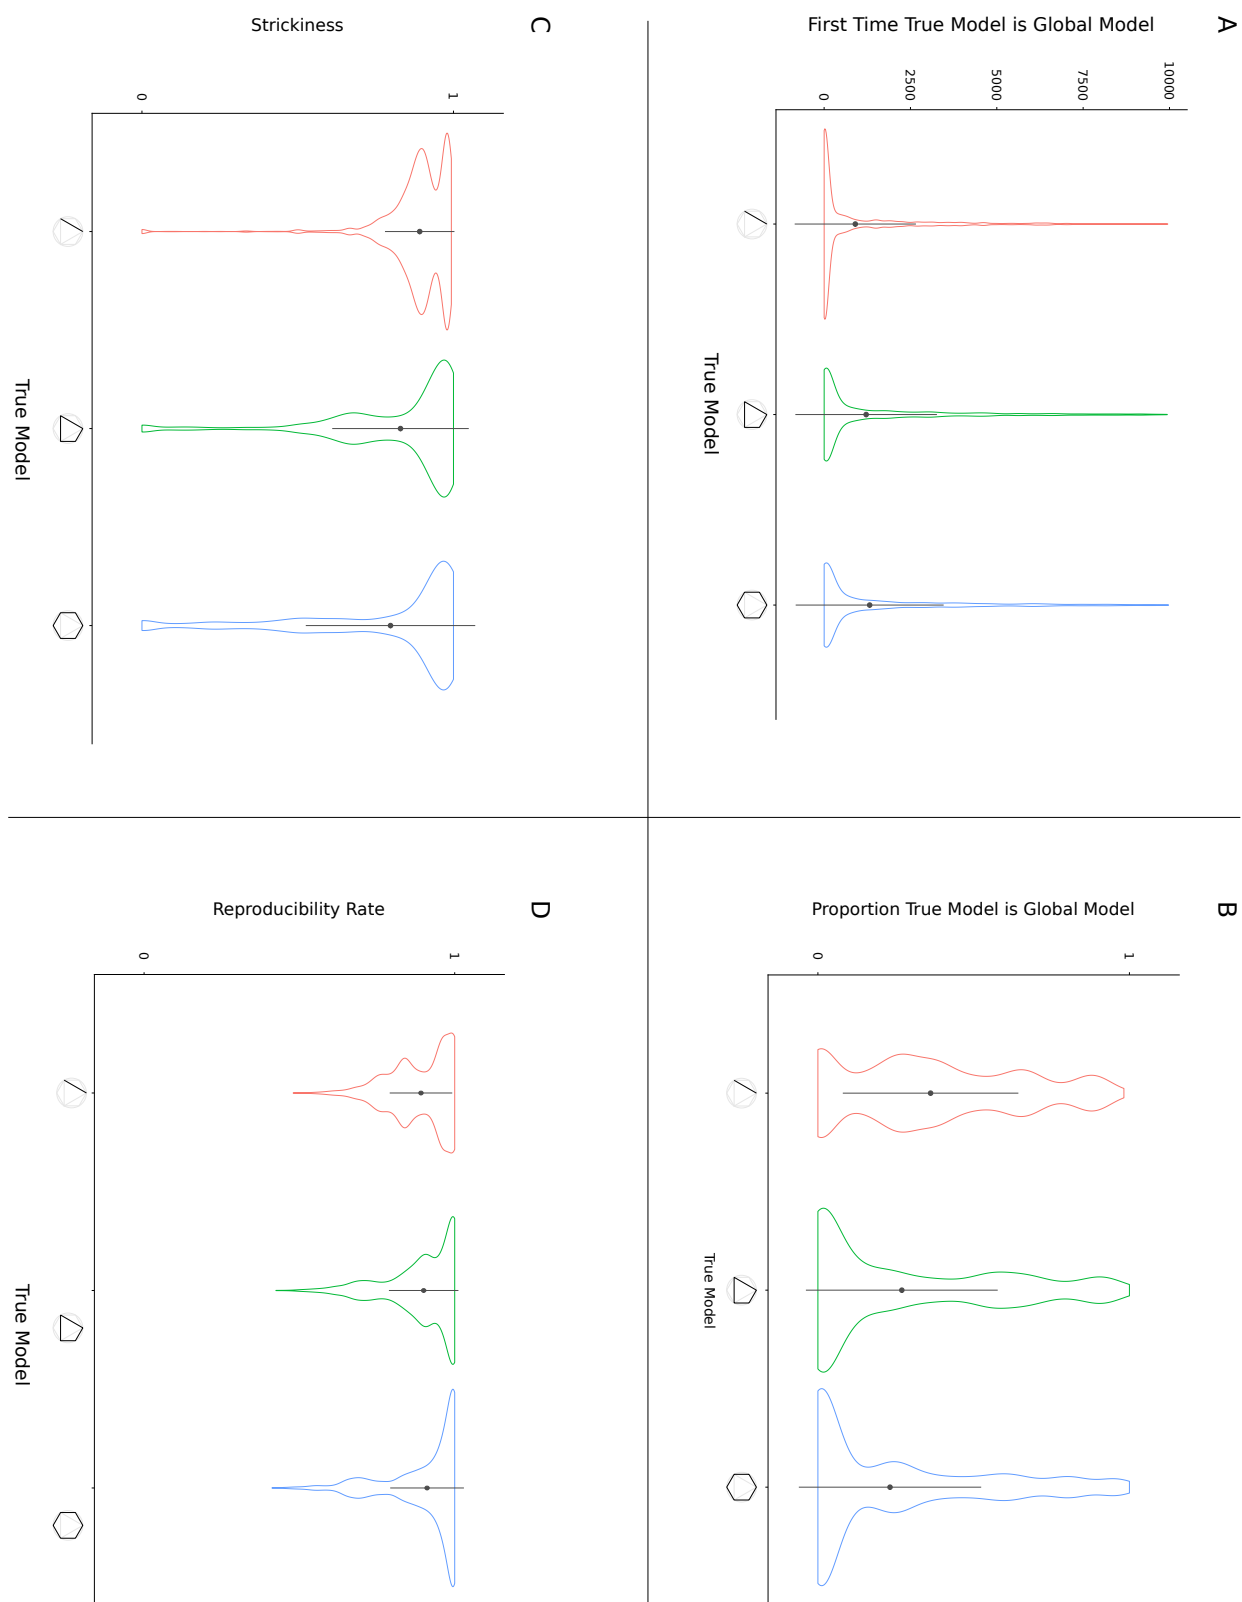 A
First Time True Model is Global Model
0
2500
5000
7500
10000
True Model
B
Proportion True Model is Global Model
0
1
True Model
C
Strickiness
0
1
True Model
D
Reproducibility Rate
0
1
True Model